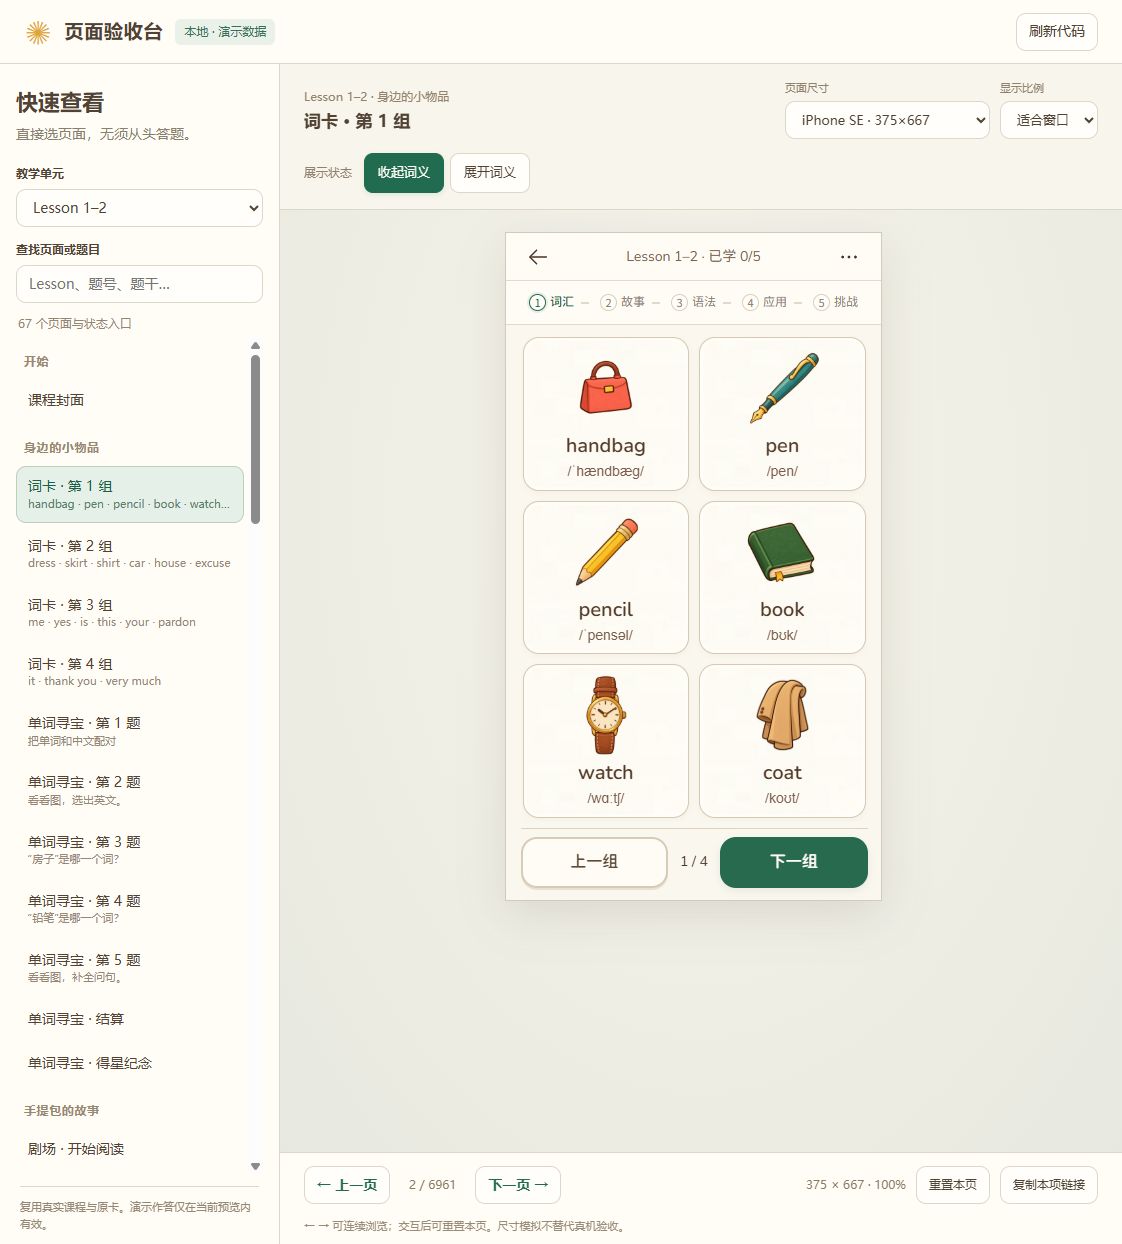 页面验收台
本地 · 演示数据
刷新代码
快速查看
直接选页面，无须从头答题。
教学单元
Lesson 1–2
查找页面或题目
Lesson、题号、题干...
67 个页面与状态入口
开始
课程封面
身边的小物品
词卡 · 第 1 组
handbag · pen · pencil · book · watch...
词卡 · 第 2 组
dress · skirt · shirt · car · house · excuse
词卡 · 第 3 组
me · yes · is · this · your · pardon
词卡 · 第 4 组
it · thank you · very much
单词寻宝 · 第 1 题
把单词和中文配对
单词寻宝 · 第 2 题
看看图，选出英文。
单词寻宝 · 第 3 题
“房子”是哪一个词？
单词寻宝 · 第 4 题
“铅笔”是哪一个词？
单词寻宝 · 第 5 题
看看图，补全问句。
单词寻宝 · 结算
单词寻宝 · 得星纪念
手提包的故事
剧场 · 开始阅读
复用真实课程与原卡。演示作答仅在当前预览内
有效。
Lesson 1–2 · 身边的小物品
词卡 • 第 1 组
页面尺寸
iPhone SE · 375×667
显示比例
适合窗口
展示状态
收起词义
展开词义
← Lesson 1–2 · 已学 0/5 ···
1 词汇 – 2 故事 – 3 语法 – 4 应用 – 5 挑战
handbag
/ˈhændbæɡ/
pen
/pen/
pencil
/ˈpensəl/
book
/bʊk/
watch
/wɑːtʃ/
coat
/koʊt/
上一组
1 / 4
下一组
← 上一页
2 / 6961
下一页 →
375 × 667 · 100%
重置本页
复制本项链接
← → 可连续浏览；交互后可重置本页。尺寸模拟不替代真机验收。